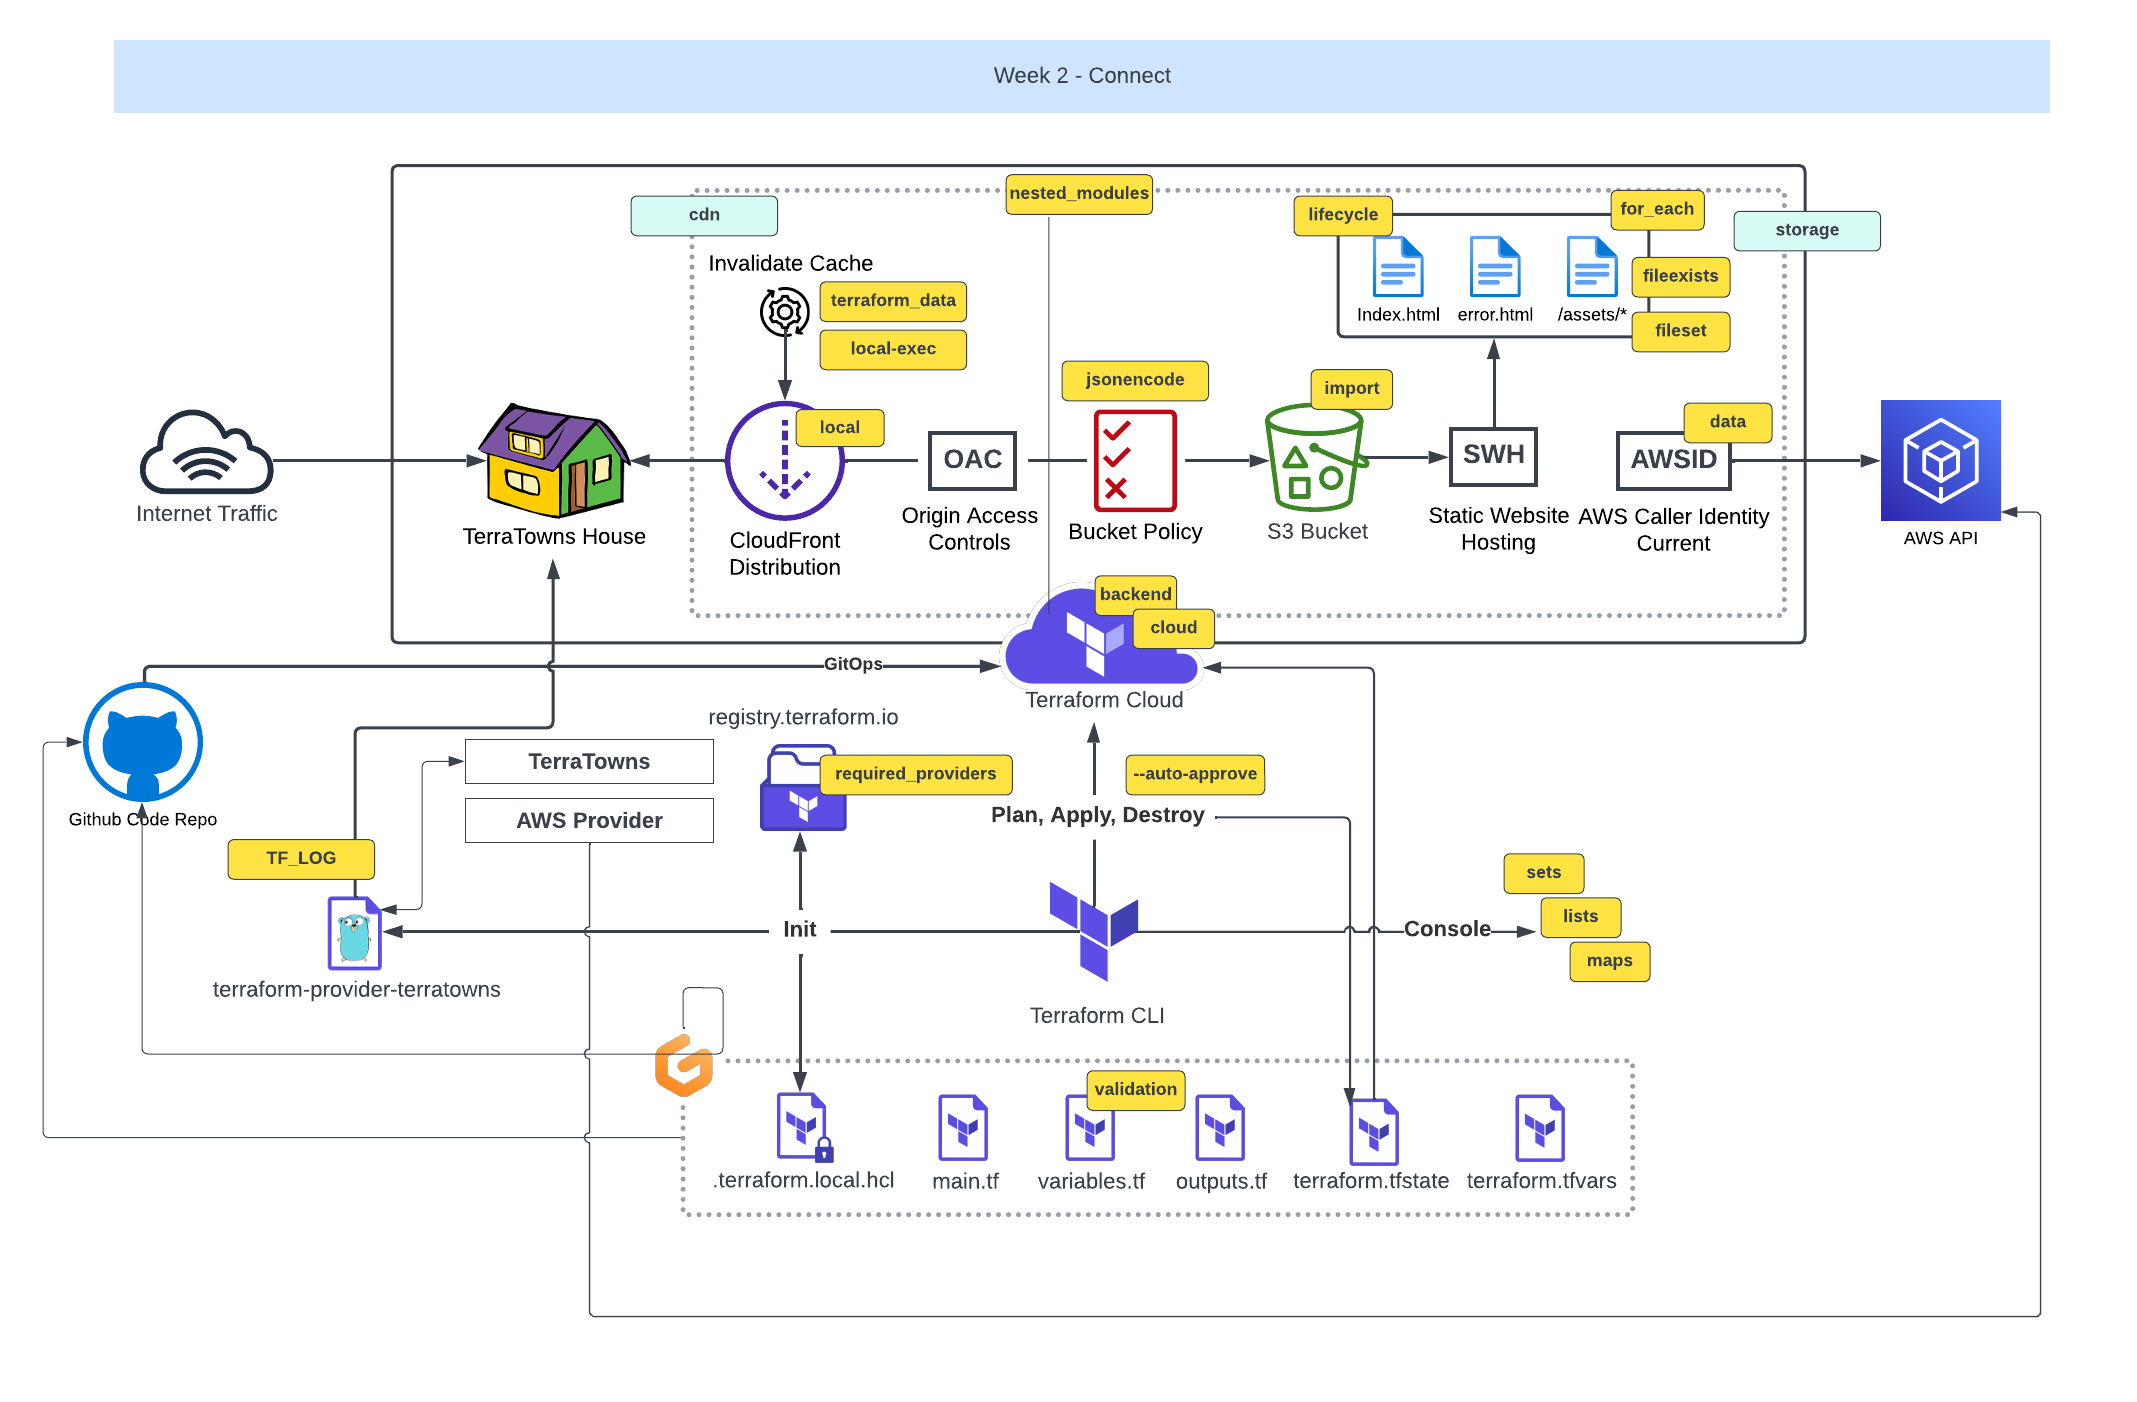 Week 2 - Connect
nested_modules
cdn
lifecycle
for_each
storage
Invalidate Cache
terraform_data
local-exec
fileexists
fileset
Index.html
error.html
/assets/*
jsonencode
import
local
data
OAC
SWH
AWSID
Internet Traffic
TerraTowns House
CloudFront
Distribution
Origin Access
Controls
Bucket Policy
S3 Bucket
Static Website
Hosting
AWS Caller Identity
Current
AWS API
backend
cloud
GitOps
Terraform Cloud
registry.terraform.io
TerraTowns
required_providers
--auto-approve
AWS Provider
Plan, Apply, Destroy
Github Code Repo
TF_LOG
sets
lists
maps
Init
Console
terraform-provider-terratowns
Terraform CLI
validation
.terraform.local.hcl
main.tf
variables.tf
outputs.tf
terraform.tfstate
terraform.tfvars